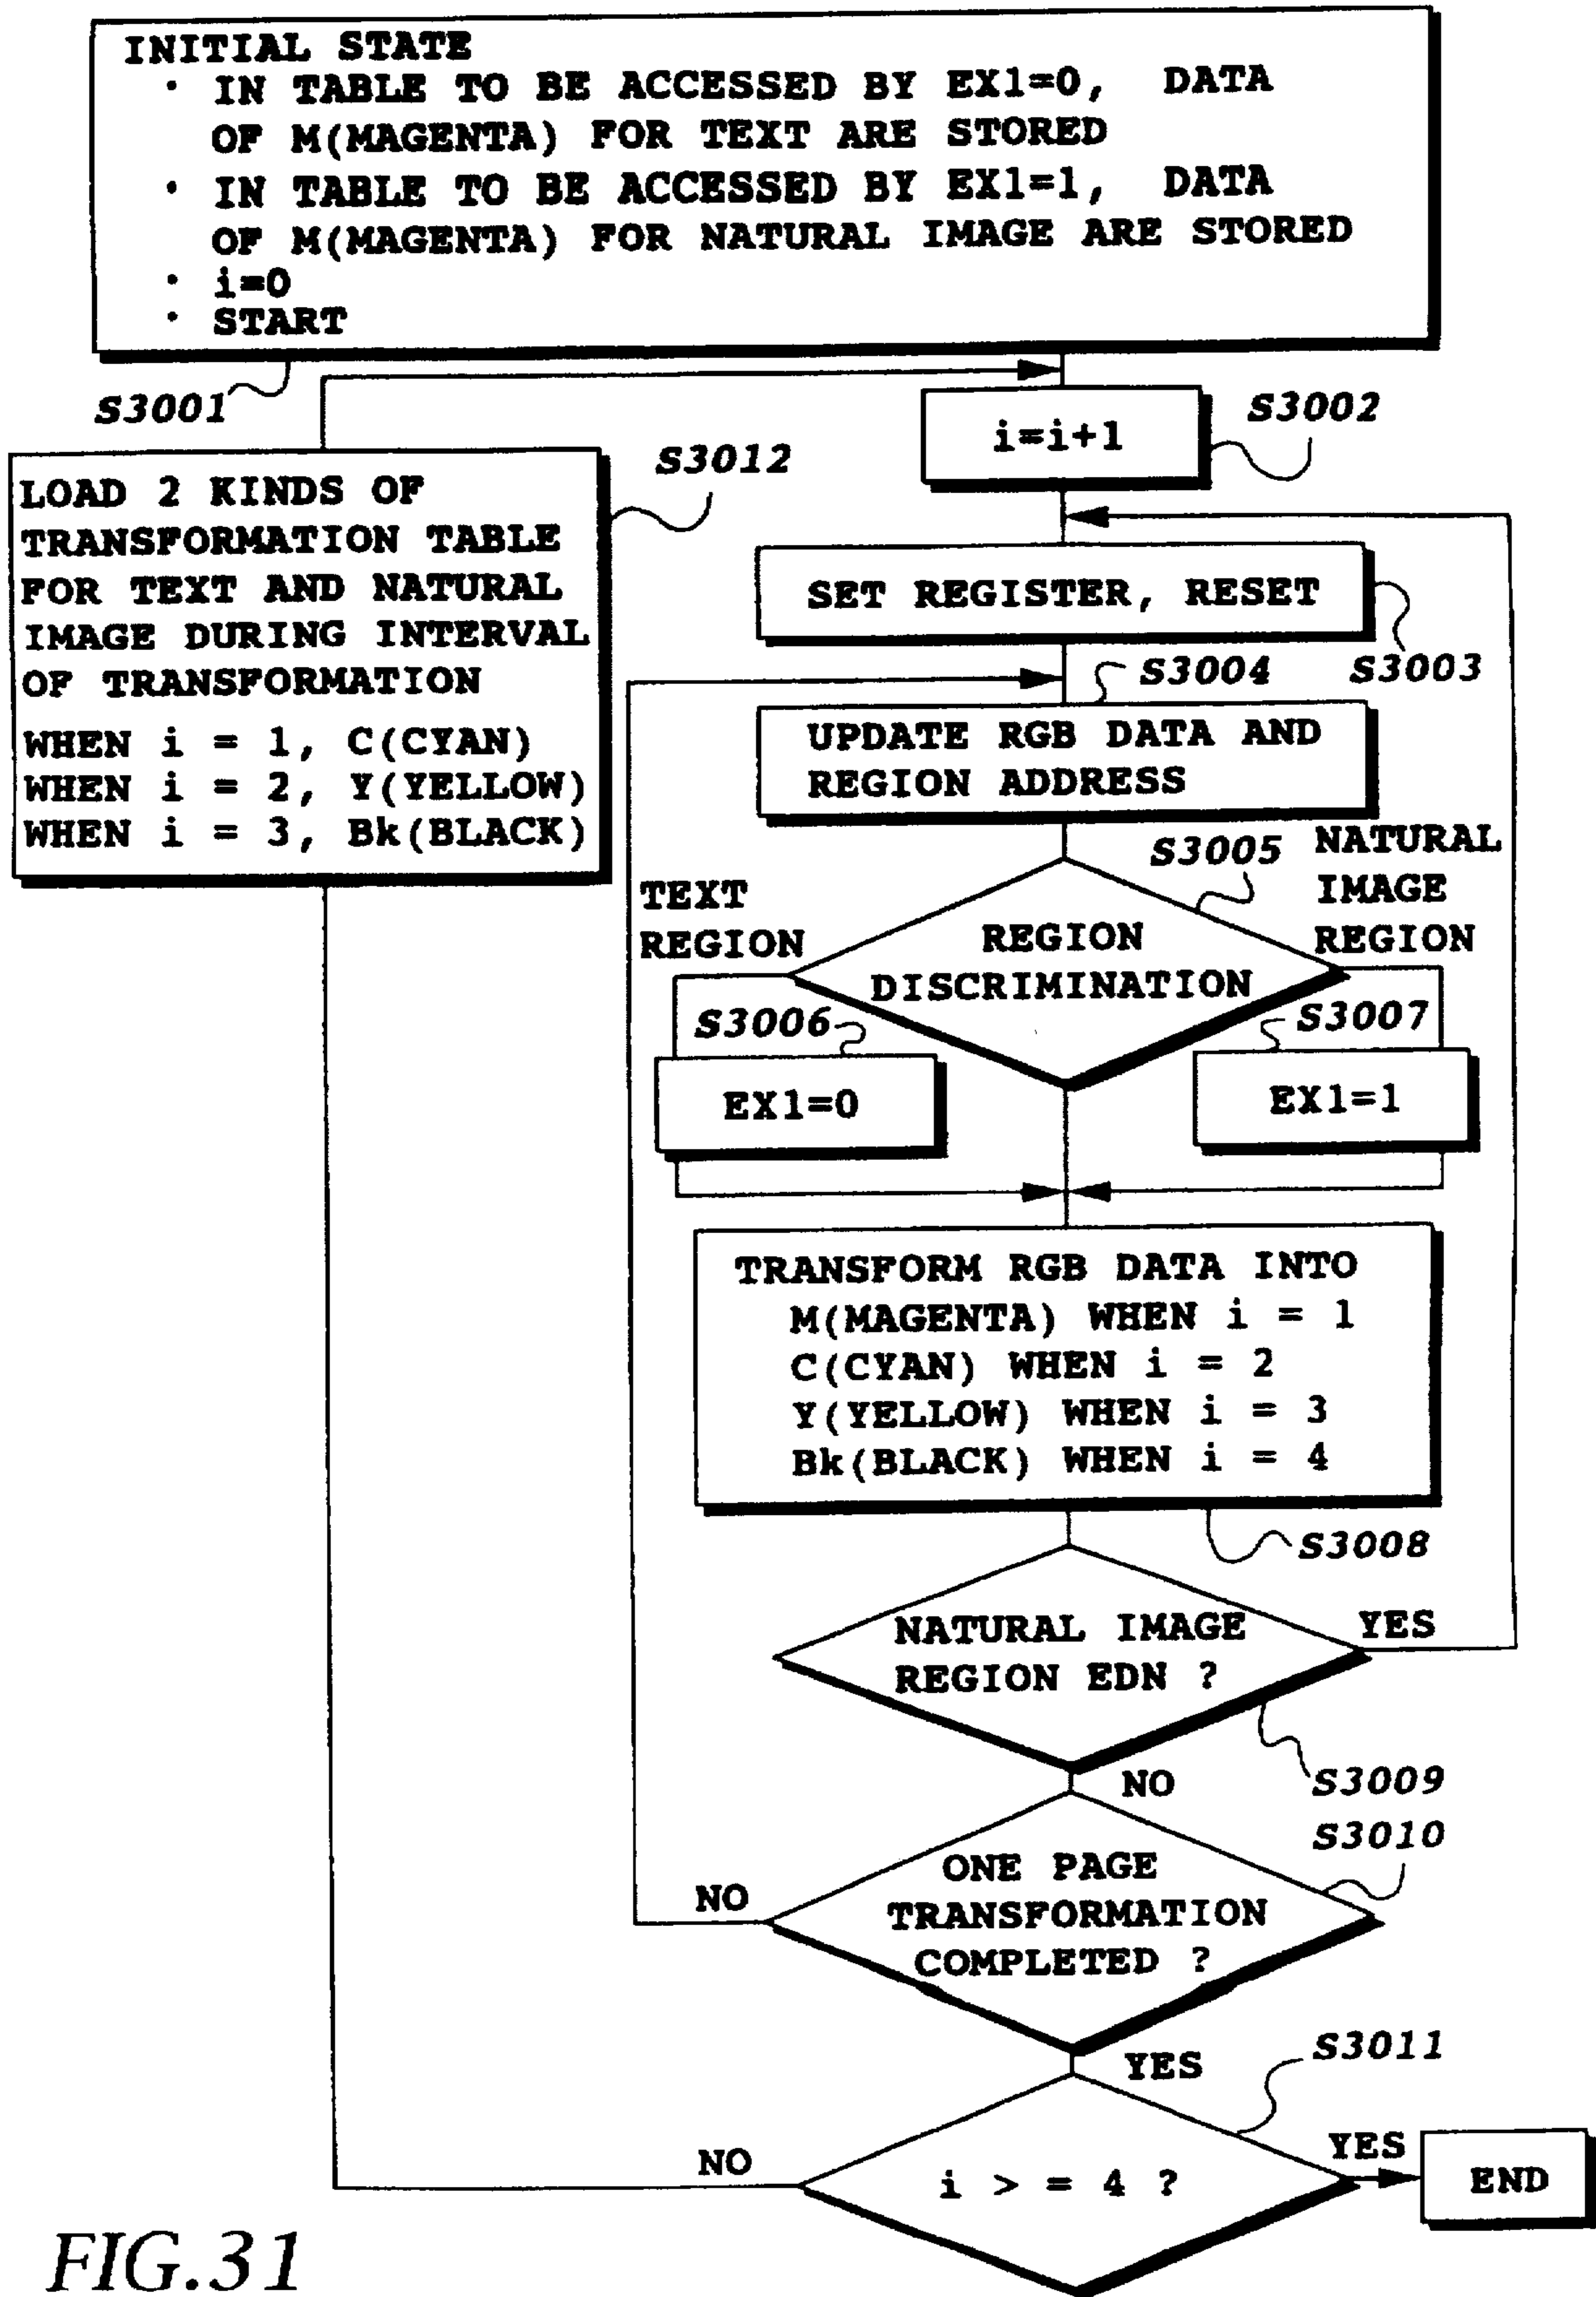 INITIAL STATE
· IN TABLE TO BE ACCESSED BY EX1=0, DATA
OF M(MAGENTA) FOR TEXT ARE STORED
· IN TABLE TO BE ACCESSED BY EX1=1, DATA
OF M(MAGENTA) FOR NATURAL IMAGE ARE STORED
· i=0
· START
S3001
i=i+1
S3002
S3012
LOAD 2 KINDS OF
TRANSFORMATION TABLE
FOR TEXT AND NATURAL
IMAGE DURING INTERVAL
OF TRANSFORMATION
WHEN i = 1, C(CYAN)
WHEN i = 2, Y(YELLOW)
WHEN i = 3, Bk(BLACK)
SET REGISTER, RESET
S3003
S3004
UPDATE RGB DATA AND
REGION ADDRESS
S3005
TEXT
REGION
NATURAL
IMAGE
REGION
REGION
DISCRIMINATION
S3006
S3007
EX1=0
EX1=1
TRANSFORM RGB DATA INTO
M(MAGENTA) WHEN i = 1
C(CYAN) WHEN i = 2
Y(YELLOW) WHEN i = 3
Bk(BLACK) WHEN i = 4
S3008
NATURAL IMAGE
REGION EDN ?
YES
S3009
NO
S3010
ONE PAGE
TRANSFORMATION
COMPLETED ?
NO
YES
S3011
i > = 4 ?
NO
YES
END
FIG.31